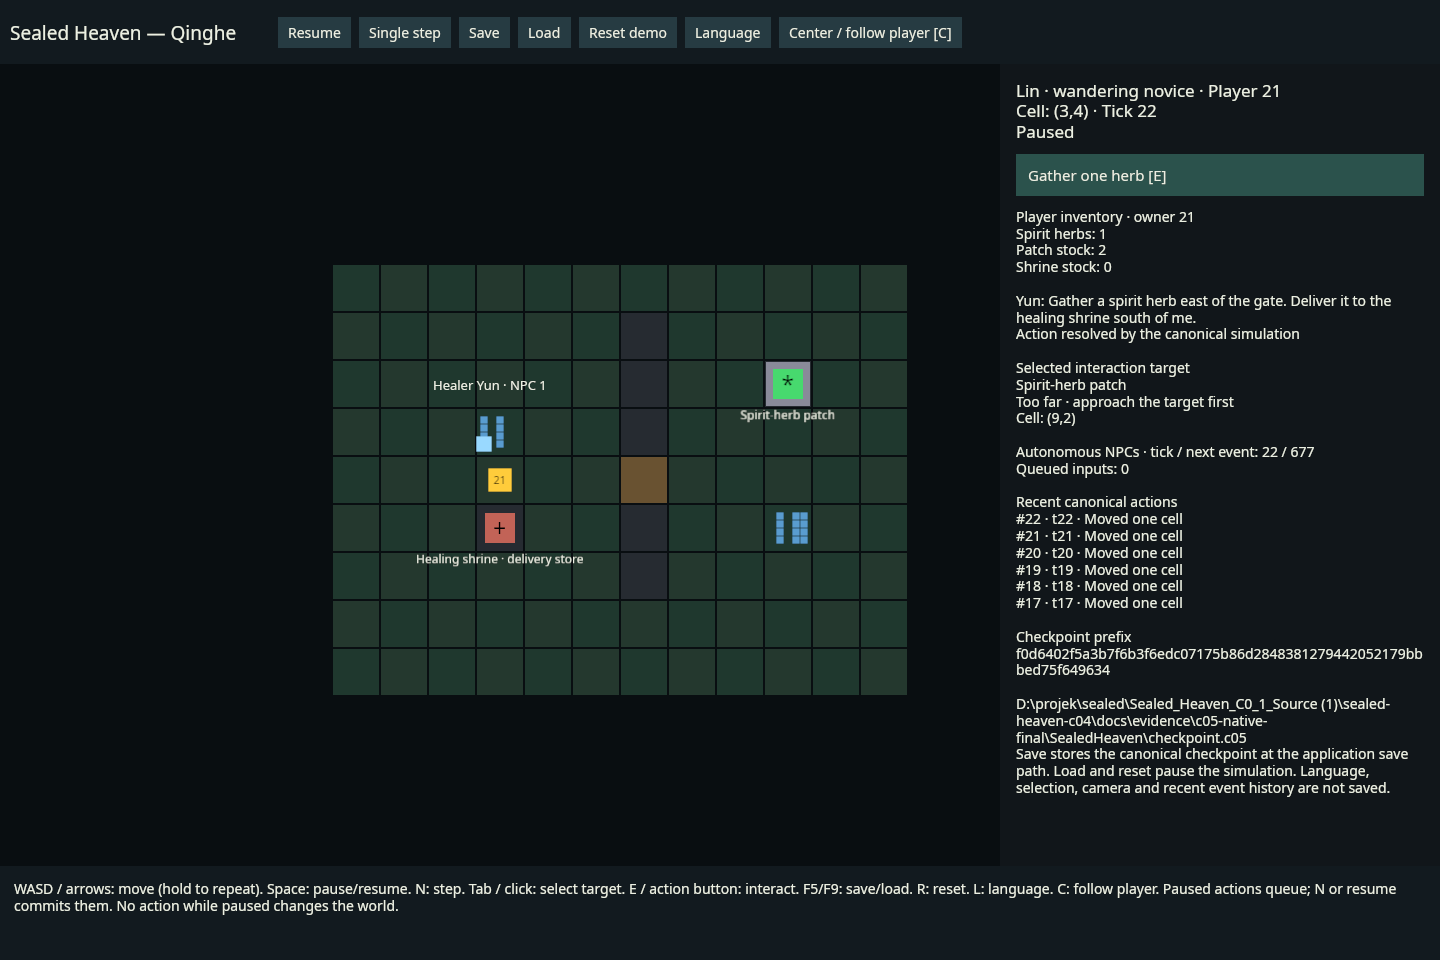 Sealed Heaven — Qinghe
Resume
Single step
Save
Load
Reset demo
Language
Center / follow player [C]
Lin · wandering novice · Player 21
Cell: (3,4) · Tick 22
Paused
Gather one herb [E]
Player inventory · owner 21
Spirit herbs: 1
Patch stock: 2
Shrine stock: 0
Yun: Gather a spirit herb east of the gate. Deliver it to the
healing shrine south of me.
Action resolved by the canonical simulation
Selected interaction target
Spirit-herb patch
Too far · approach the target first
Cell: (9,2)
Autonomous NPCs · tick / next event: 22 / 677
Queued inputs: 0
Recent canonical actions
#22 · t22 · Moved one cell
#21 · t21 · Moved one cell
#20 · t20 · Moved one cell
#19 · t19 · Moved one cell
#18 · t18 · Moved one cell
#17 · t17 · Moved one cell
Checkpoint prefix
f0d6402f5a3b7f6b3f6edc07175b86d2848381279442052179bb
bed75f649634
D:\projek\sealed\Sealed_Heaven_C0_1_Source (1)\sealed-
heaven-c04\docs\evidence\c05-native-
final\SealedHeaven\checkpoint.c05
Save stores the canonical checkpoint at the application save
path. Load and reset pause the simulation. Language,
selection, camera and recent event history are not saved.
Healer Yun · NPC 1
*
Spirit-herb patch
21
+
Healing shrine · delivery store
WASD / arrows: move (hold to repeat). Space: pause/resume. N: step. Tab / click: select target. E / action button: interact. F5/F9: save/load. R: reset. L: language. C: follow player. Paused actions queue; N or resume
commits them. No action while paused changes the world.